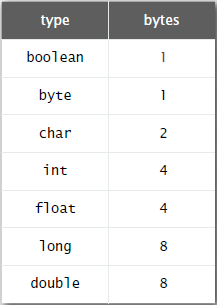 type bytes
boolean 1
byte 1
char 2
int 4
float 4
long 8
double 8